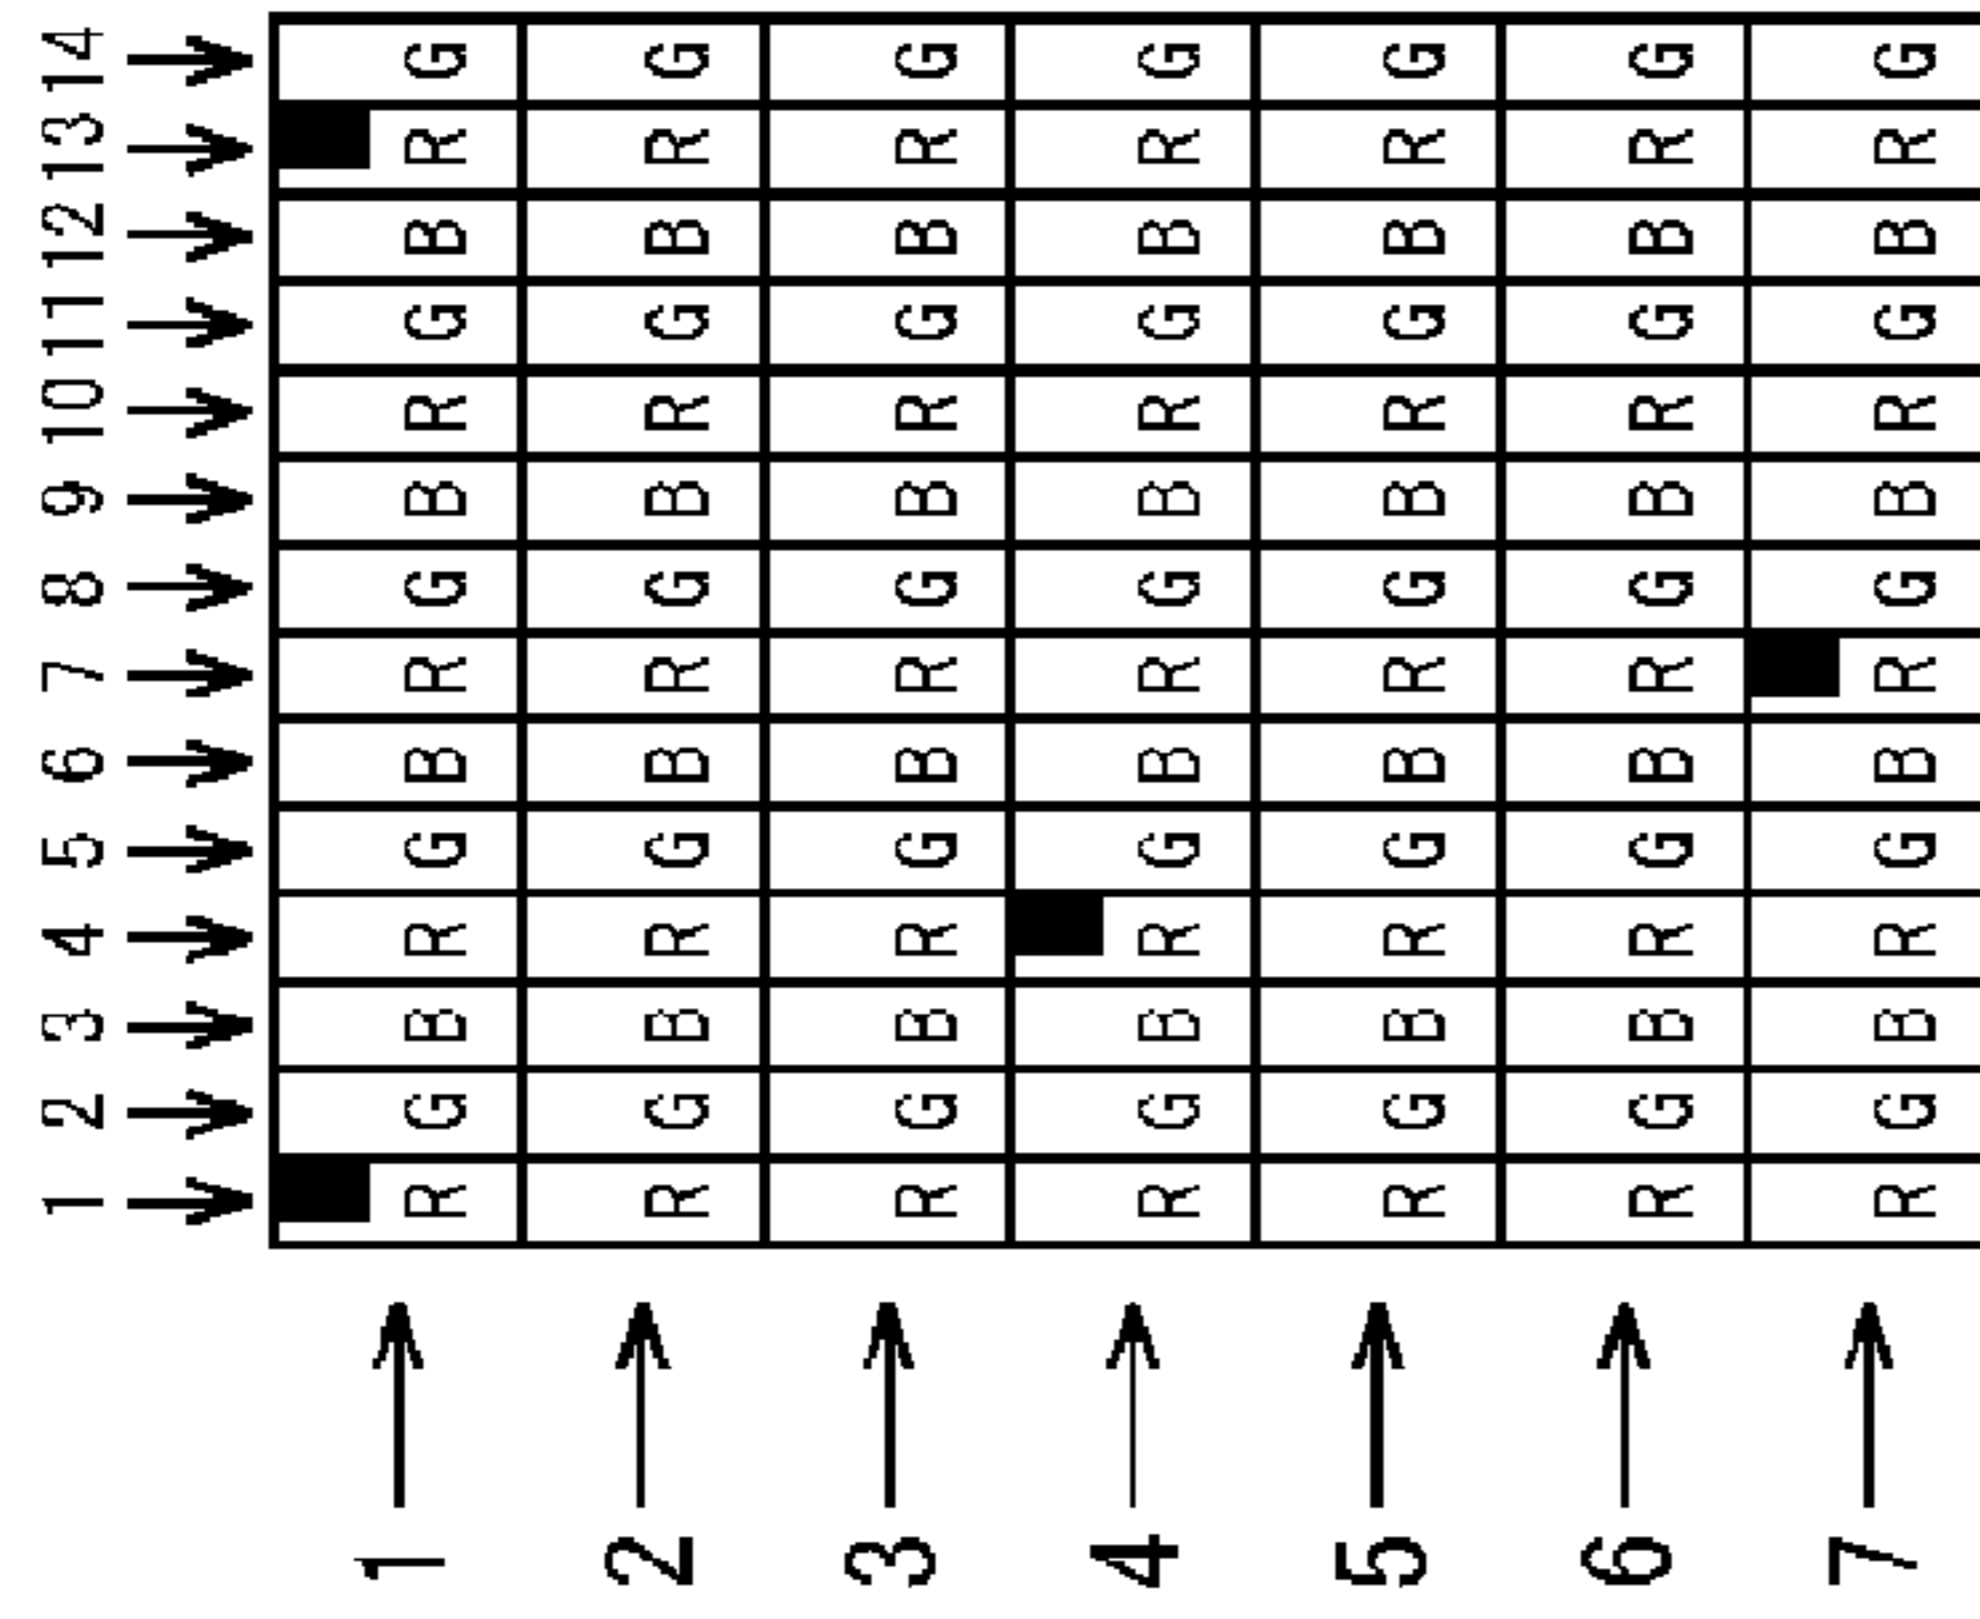 1 2 3 4 5 6 7 8 9 10 11 12 13 14
1 R G B R G B R G B R G B R G
2 R G B R G B R G B R G B R G
3 R G B R G B R G B R G B R G
4 R G B R G B R G B R G B R G
5 R G B R G B R G B R G B R G
6 R G B R G B R G B R G B R G
7 R G B R G B R G B R G B R G